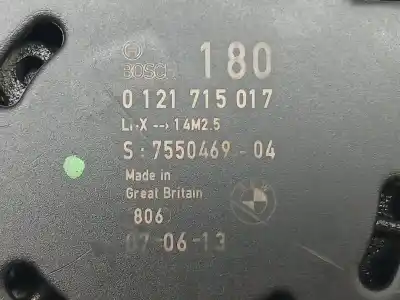 BOSCH 180
0 121 715 017
LI-X --> 14M2.5
S : 7550469 - 04
Made in
Great Britain
806
07-06-13